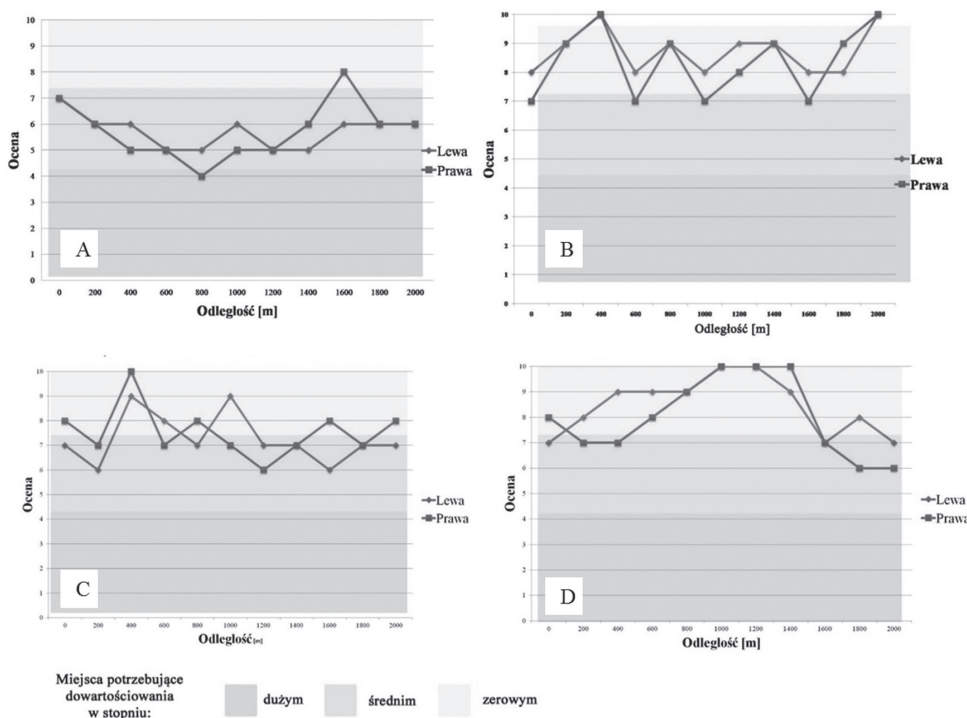 10
9
8
7
6
5
4
3
2
1
0
Ocena
0 200 400 600 800 1000 1200 1400 1600 1800 2000
Odległość [m]
Lewa
Prawa
A
10
9
8
7
6
5
4
3
2
1
0
Ocena
0 200 400 600 800 1000 1200 1400 1600 1800 2000
Odległość [m]
Lewa
Prawa
B
10
9
8
7
6
5
4
3
2
1
0
Ocena
0 200 400 600 800 1000 1200 1400 1600 1800 2000
Odległość [m]
Lewa
Prawa
C
10
9
8
7
6
5
4
3
2
1
0
Ocena
0 200 400 600 800 1000 1200 1400 1600 1800 2000
Odległość [m]
Lewa
Prawa
D
Miejsca potrzebujące
dowartościowania
w stopniu:
dużym średnim zerowym